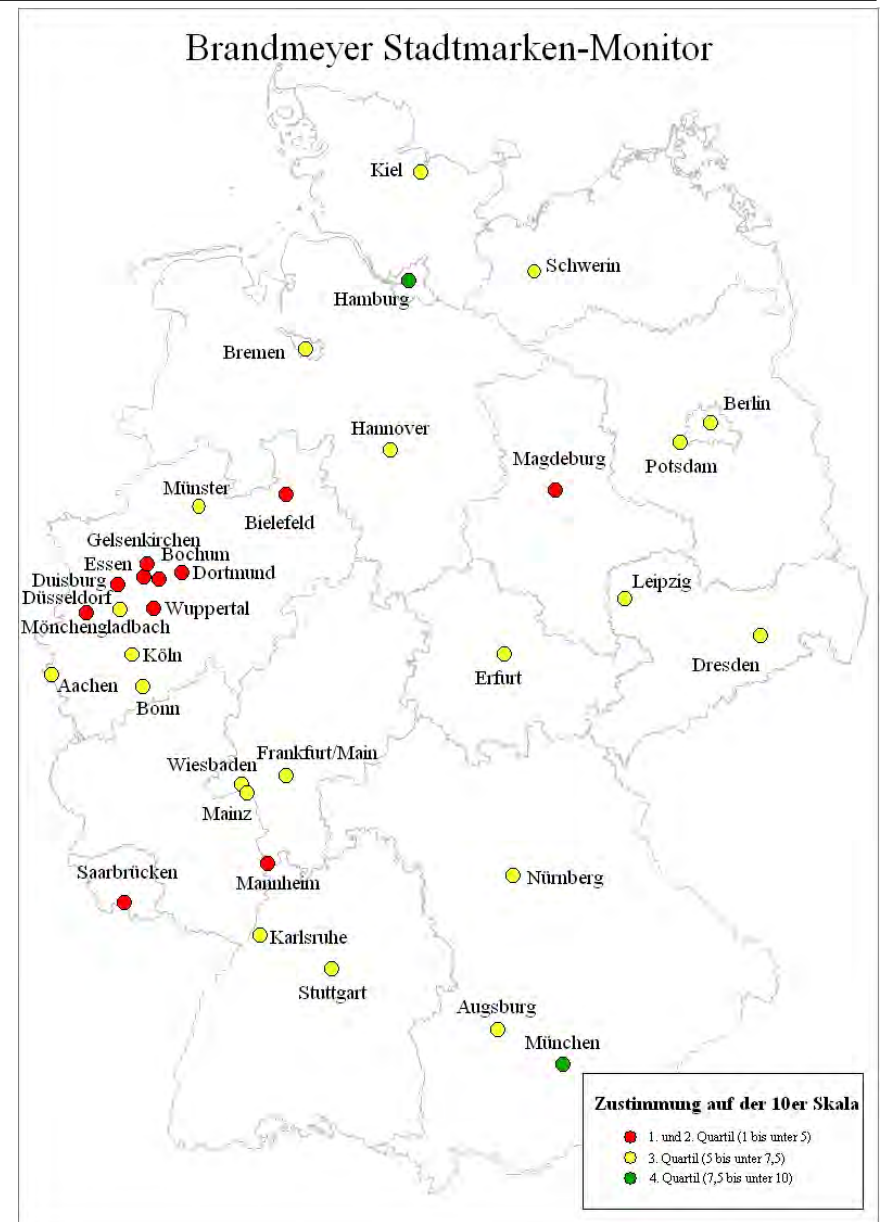 Brandmeyer Stadtmarken-Monitor
Kiel
Schwerin
Hamburg
Bremen
Berlin
Hannover
Potsdam
Magdeburg
Münster
Bielefeld
Gelsenkirchen
Bochum
Essen
Dortmund
Duisburg
Leipzig
Düsseldorf
Wuppertal
Mönchengladbach
Köln
Dresden
Aachen
Erfurt
Bonn
Frankfurt/Main
Wiesbaden
Mainz
Saarbrücken
Mannheim
Nürnberg
Karlsruhe
Stuttgart
Augsburg
München
Zustimmung auf der 10er Skala
1. und 2. Quartil (1 bis unter 5)
3. Quartil (5 bis unter 7,5)
4. Quartil (7,5 bis unter 10)